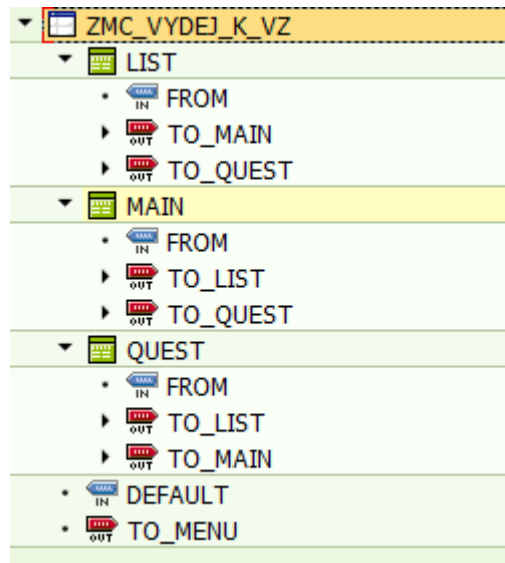 ZMC_VYDEJ_K_VZ
LIST
IN FROM
OUT TO_MAIN
OUT TO_QUEST
MAIN
IN FROM
OUT TO_LIST
OUT TO_QUEST
QUEST
IN FROM
OUT TO_LIST
OUT TO_MAIN
IN DEFAULT
OUT TO_MENU